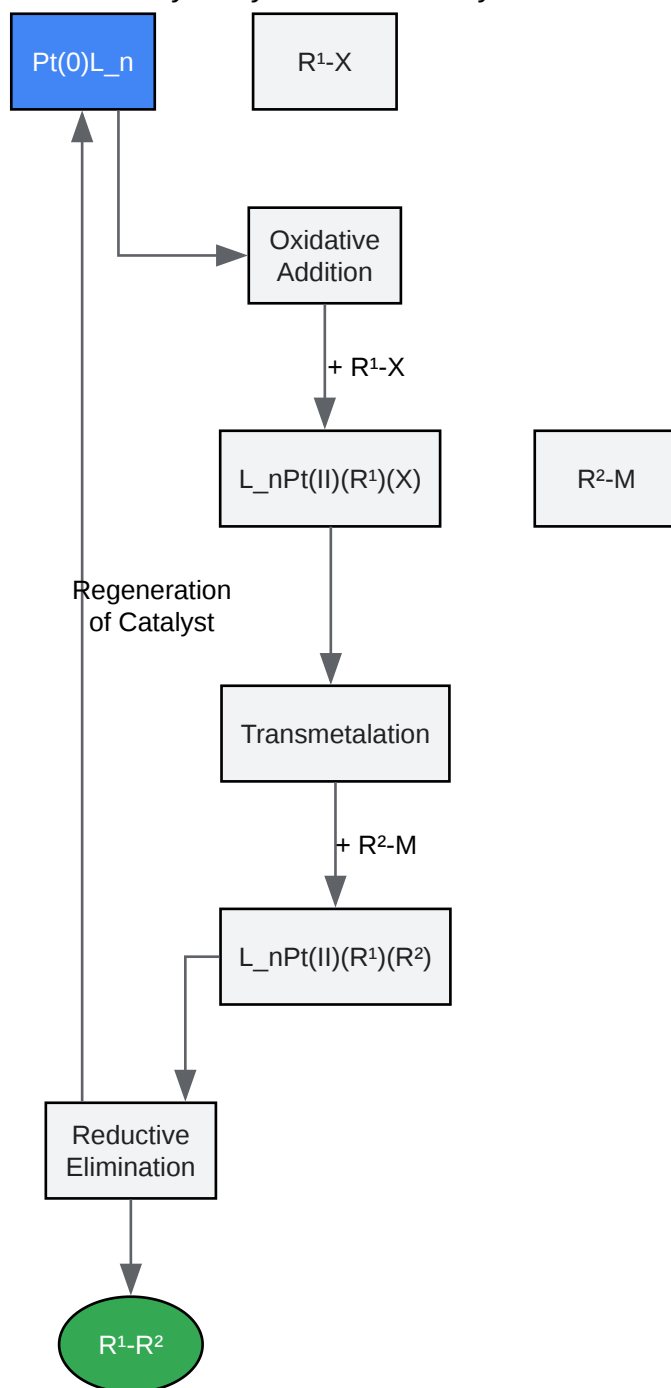 Pt(0)L_n
R¹-X
Oxidative
Addition
+ R¹-X
L_nPt(II)(R¹)(X)
R²-M
Regeneration
of Catalyst
Transmetalation
+ R²-M
L_nPt(II)(R¹)(R²)
Reductive
Elimination
R¹-R²